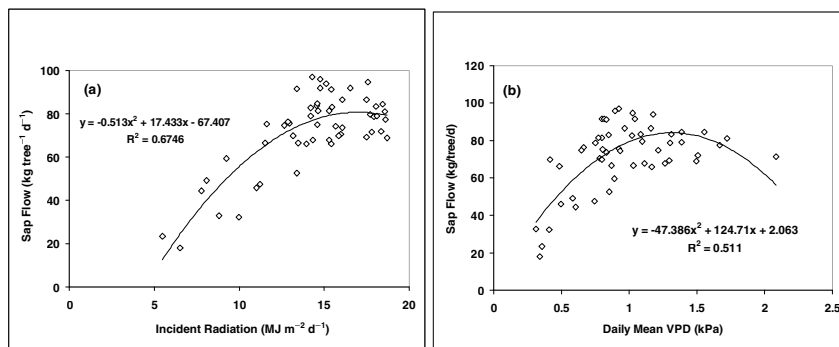 (a)
y = -0.513x² + 17.433x - 67.407
R² = 0.6746
Sap Flow (kg tree⁻¹ d⁻¹)
100
80
60
40
20
0
0 5 10 15 20
Incident Radiation (MJ m⁻² d⁻¹)
(b)
Sap Flow (kg/tree/d)
120
100
80
60
40
20
0
y = -47.386x² + 124.71x + 2.063
R² = 0.511
0 0.5 1 1.5 2 2.5
Daily Mean VPD (kPa)